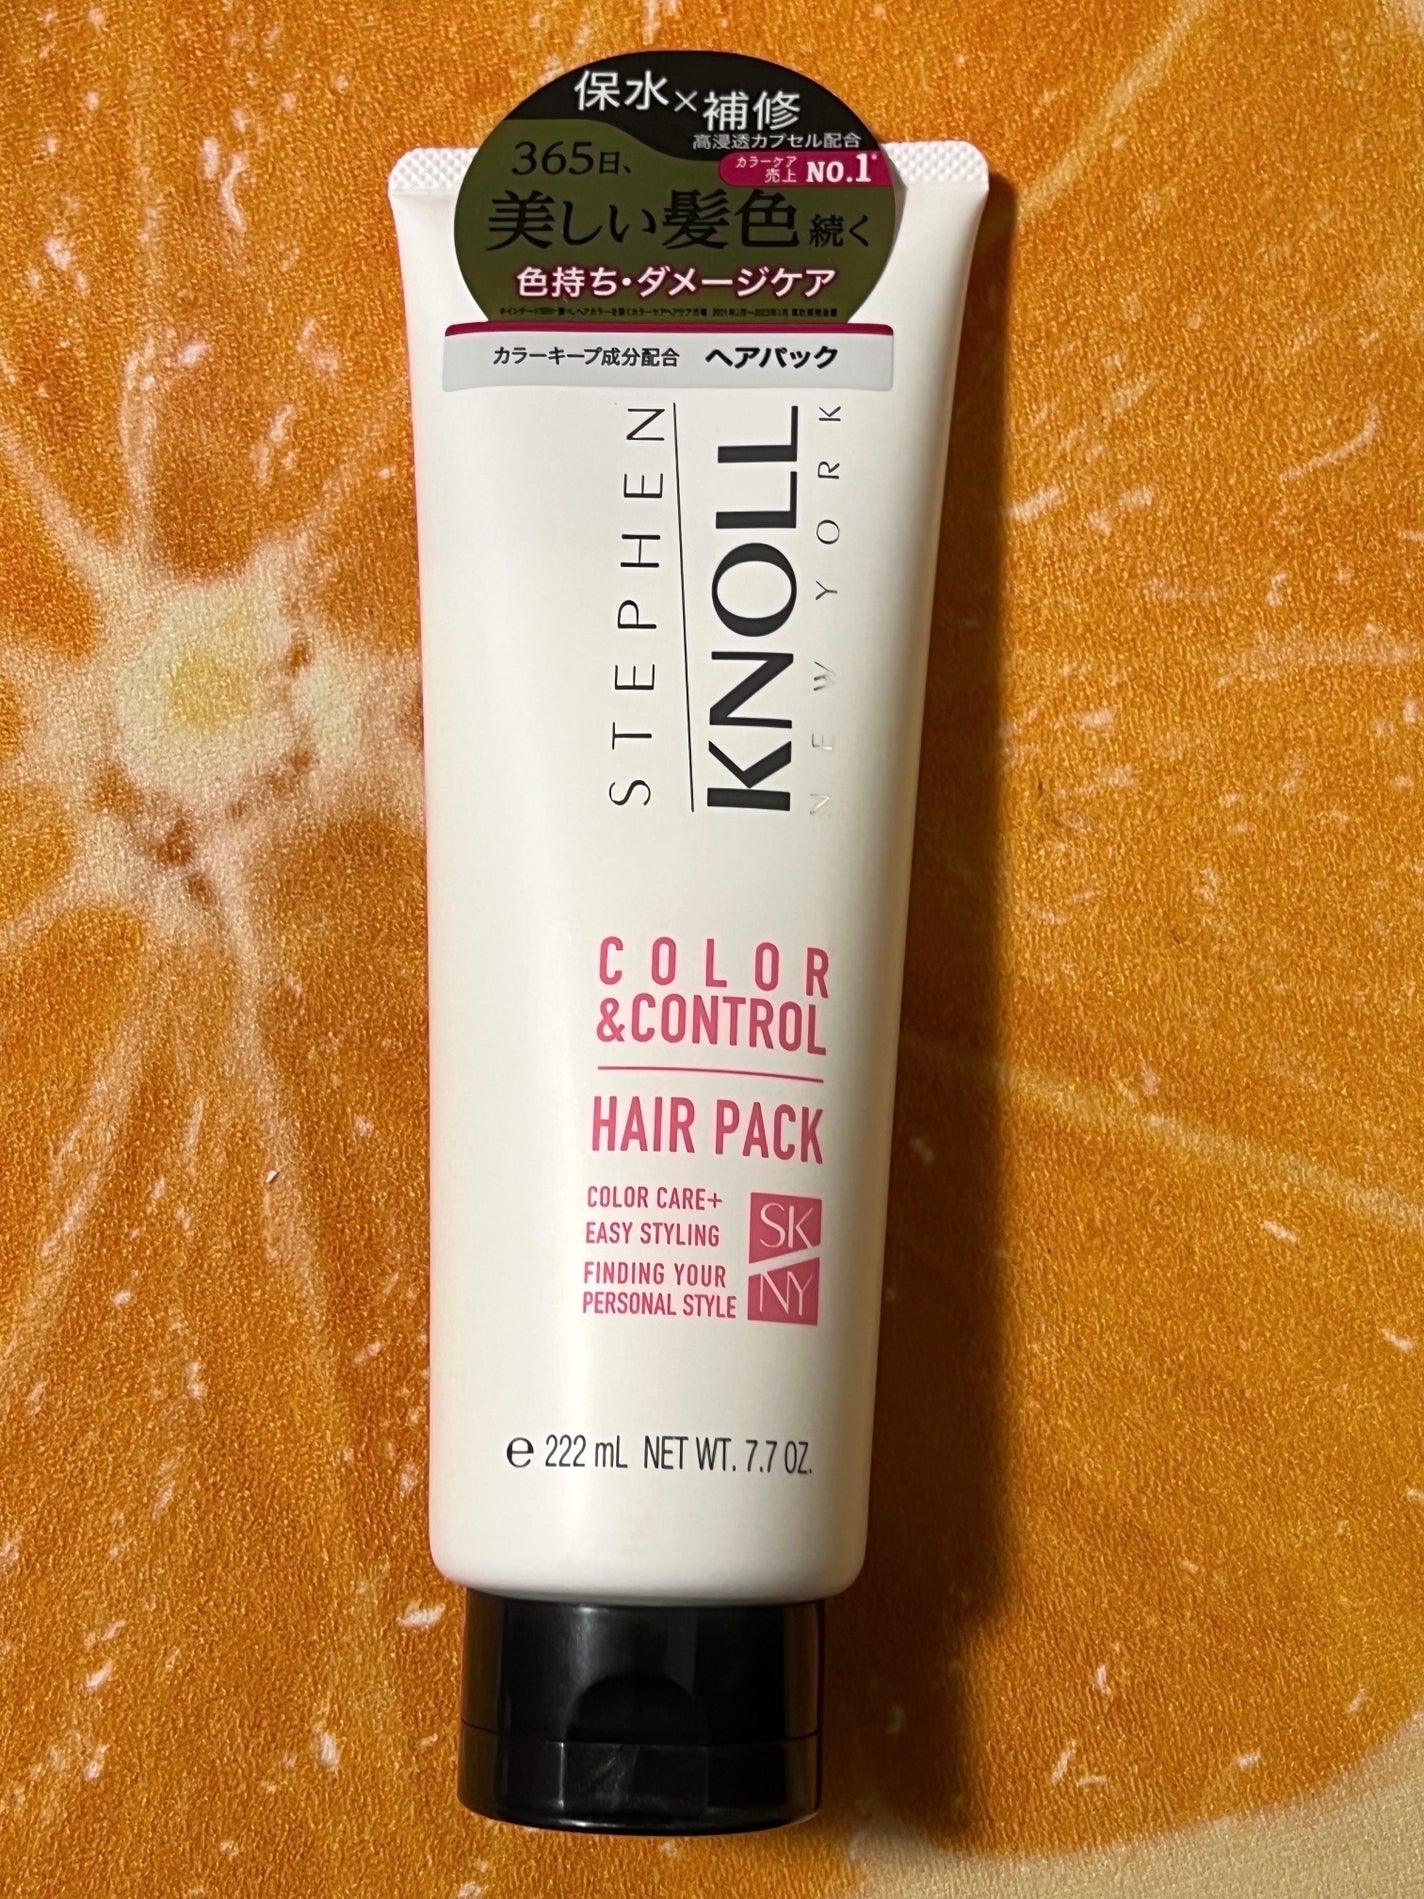 保水×補修
高浸透カプセル配合
カラーケア
売上 NO.1*
365日、
美しい髪色 続く
色持ち・ダメージケア
カラーキープ成分配合 ヘアパック
STEPHEN
KNOLL
NEW YORK
COLOR
&CONTROL
HAIR PACK
COLOR CARE+
EASY STYLING
FINDING YOUR
PERSONAL STYLE
SK
NY
℮ 222 mL NET WT. 7.7 OZ.